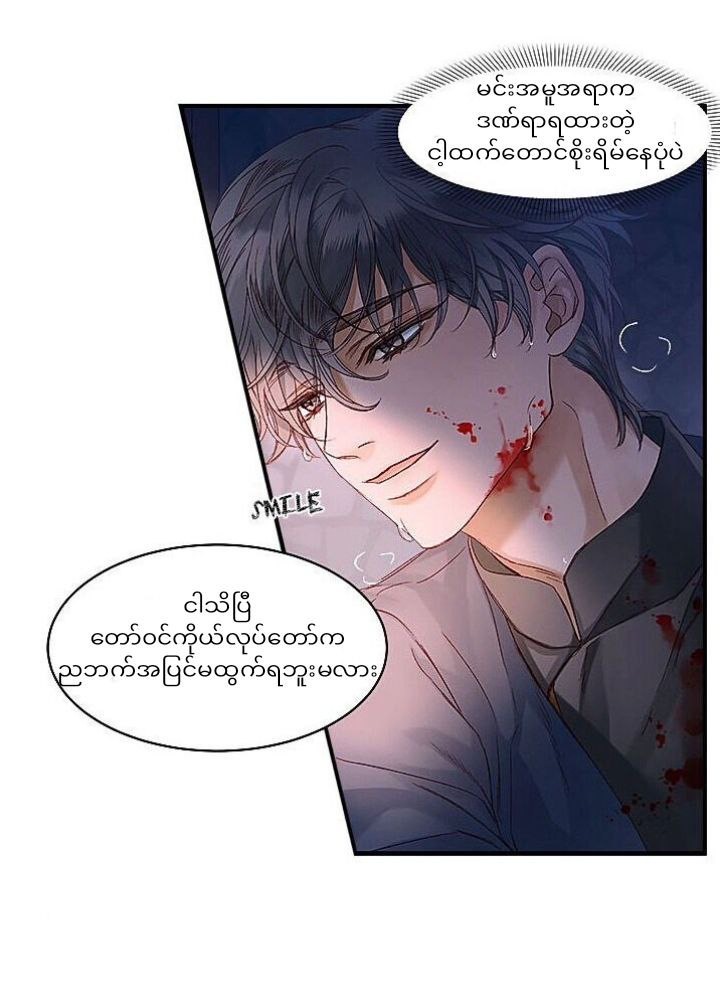 မင်းအမူအရာက
ဒဏ်ရာရထားတဲ့
ငါ့ထက်တောင်စိုးရိမ်နေပုံပဲ
SMILE
ငါသိပြီ
တော်ဝင်ကိုယ်လုပ်တော်က
ညဘက်အပြင်မထွက်ရဘူးမလား